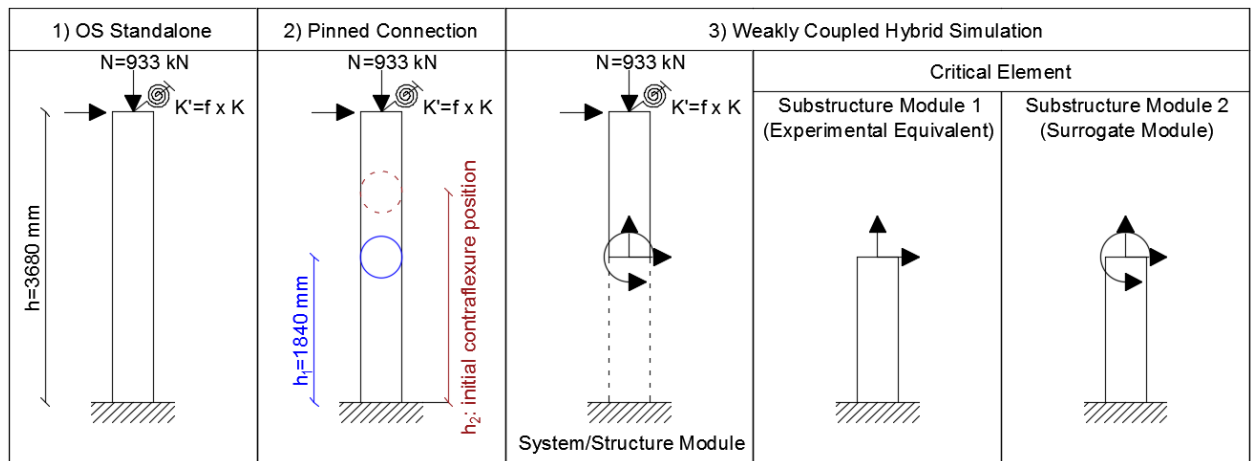 1) OS Standalone
2) Pinned Connection
3) Weakly Coupled Hybrid Simulation
N=933 kN
K'=f x K
h=3680 mm
N=933 kN
K'=f x K
h₁=1840 mm
h₂: initial contraflexure position
N=933 kN
K'=f x K
System/Structure Module
Critical Element
Substructure Module 1
(Experimental Equivalent)
Substructure Module 2
(Surrogate Module)